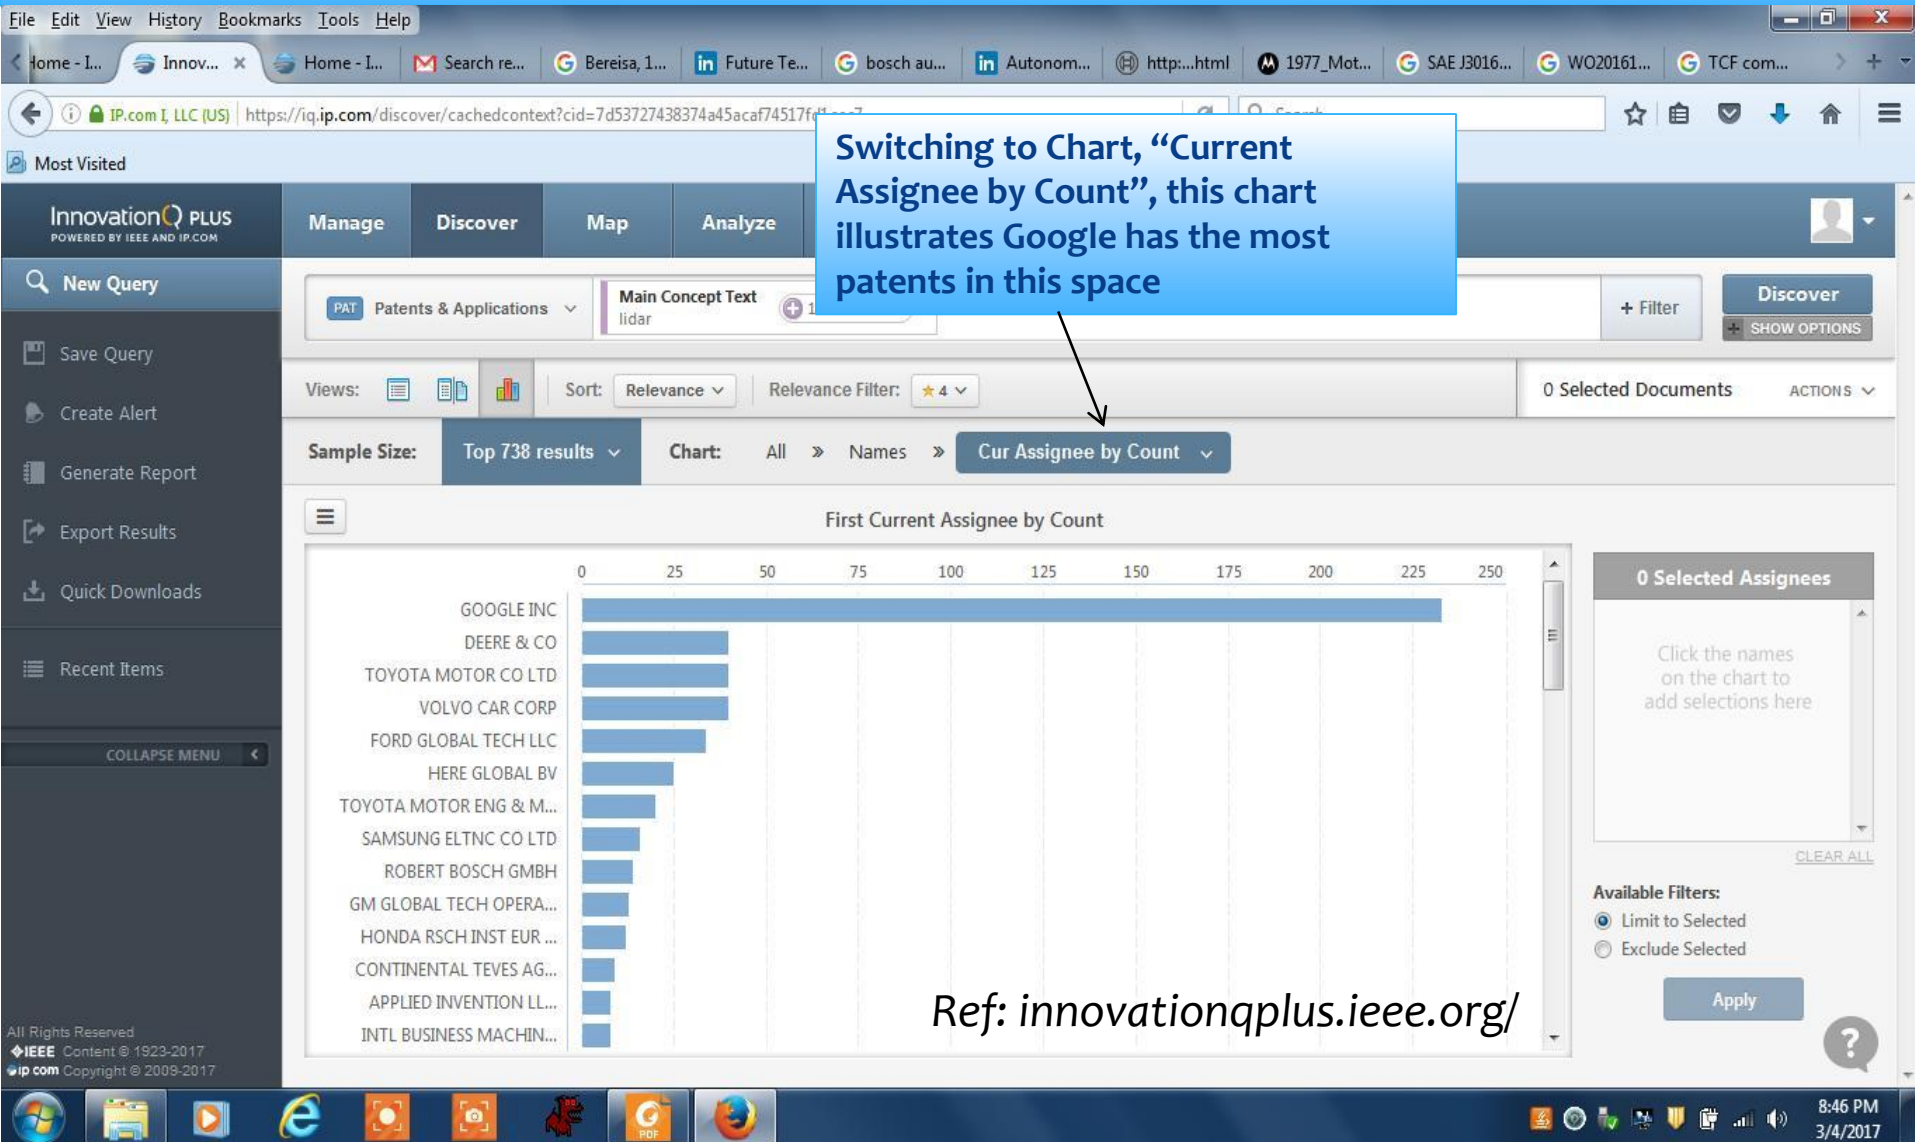 File Edit View History Bookmarks Tools Help
Home - I... Innov... × Home - I... Search re... Bereisa, 1... Future Te... bosch au... Autonom... http:...html 1977_Mot... SAE J3016... WO20161... TCF com...
IP.com I, LLC (US) https://iq.ip.com/discover/cachedcontext?cid=7d53727438374a45acaf74517fd1
Most Visited
Switching to Chart, “Current
Assignee by Count”, this chart
illustrates Google has the most
patents in this space
InnovationQ PLUS
POWERED BY IEEE AND IP.COM
Manage Discover Map Analyze
New Query
Save Query
Create Alert
Generate Report
Export Results
Quick Downloads
Recent Items
COLLAPSE MENU
All Rights Reserved
IEEE Content © 1923-2017
ip com Copyright © 2009-2017
PAT Patents & Applications
Main Concept Text
lidar
+ Filter
Discover
+ SHOW OPTIONS
Views: Sort: Relevance Relevance Filter: ★ 4
0 Selected Documents ACTIONS
Sample Size: Top 738 results Chart: All » Names » Cur Assignee by Count
First Current Assignee by Count
0 25 50 75 100 125 150 175 200 225 250
GOOGLE INC
DEERE & CO
TOYOTA MOTOR CO LTD
VOLVO CAR CORP
FORD GLOBAL TECH LLC
HERE GLOBAL BV
TOYOTA MOTOR ENG & M...
SAMSUNG ELTNC CO LTD
ROBERT BOSCH GMBH
GM GLOBAL TECH OPERA...
HONDA RSCH INST EUR ...
CONTINENTAL TEVES AG...
APPLIED INVENTION LL...
INTL BUSINESS MACHIN...
Ref: innovationqplus.ieee.org/
0 Selected Assignees
Click the names
on the chart to
add selections here
CLEAR ALL
Available Filters:
Limit to Selected
Exclude Selected
Apply
?
PDF
8:46 PM
3/4/2017